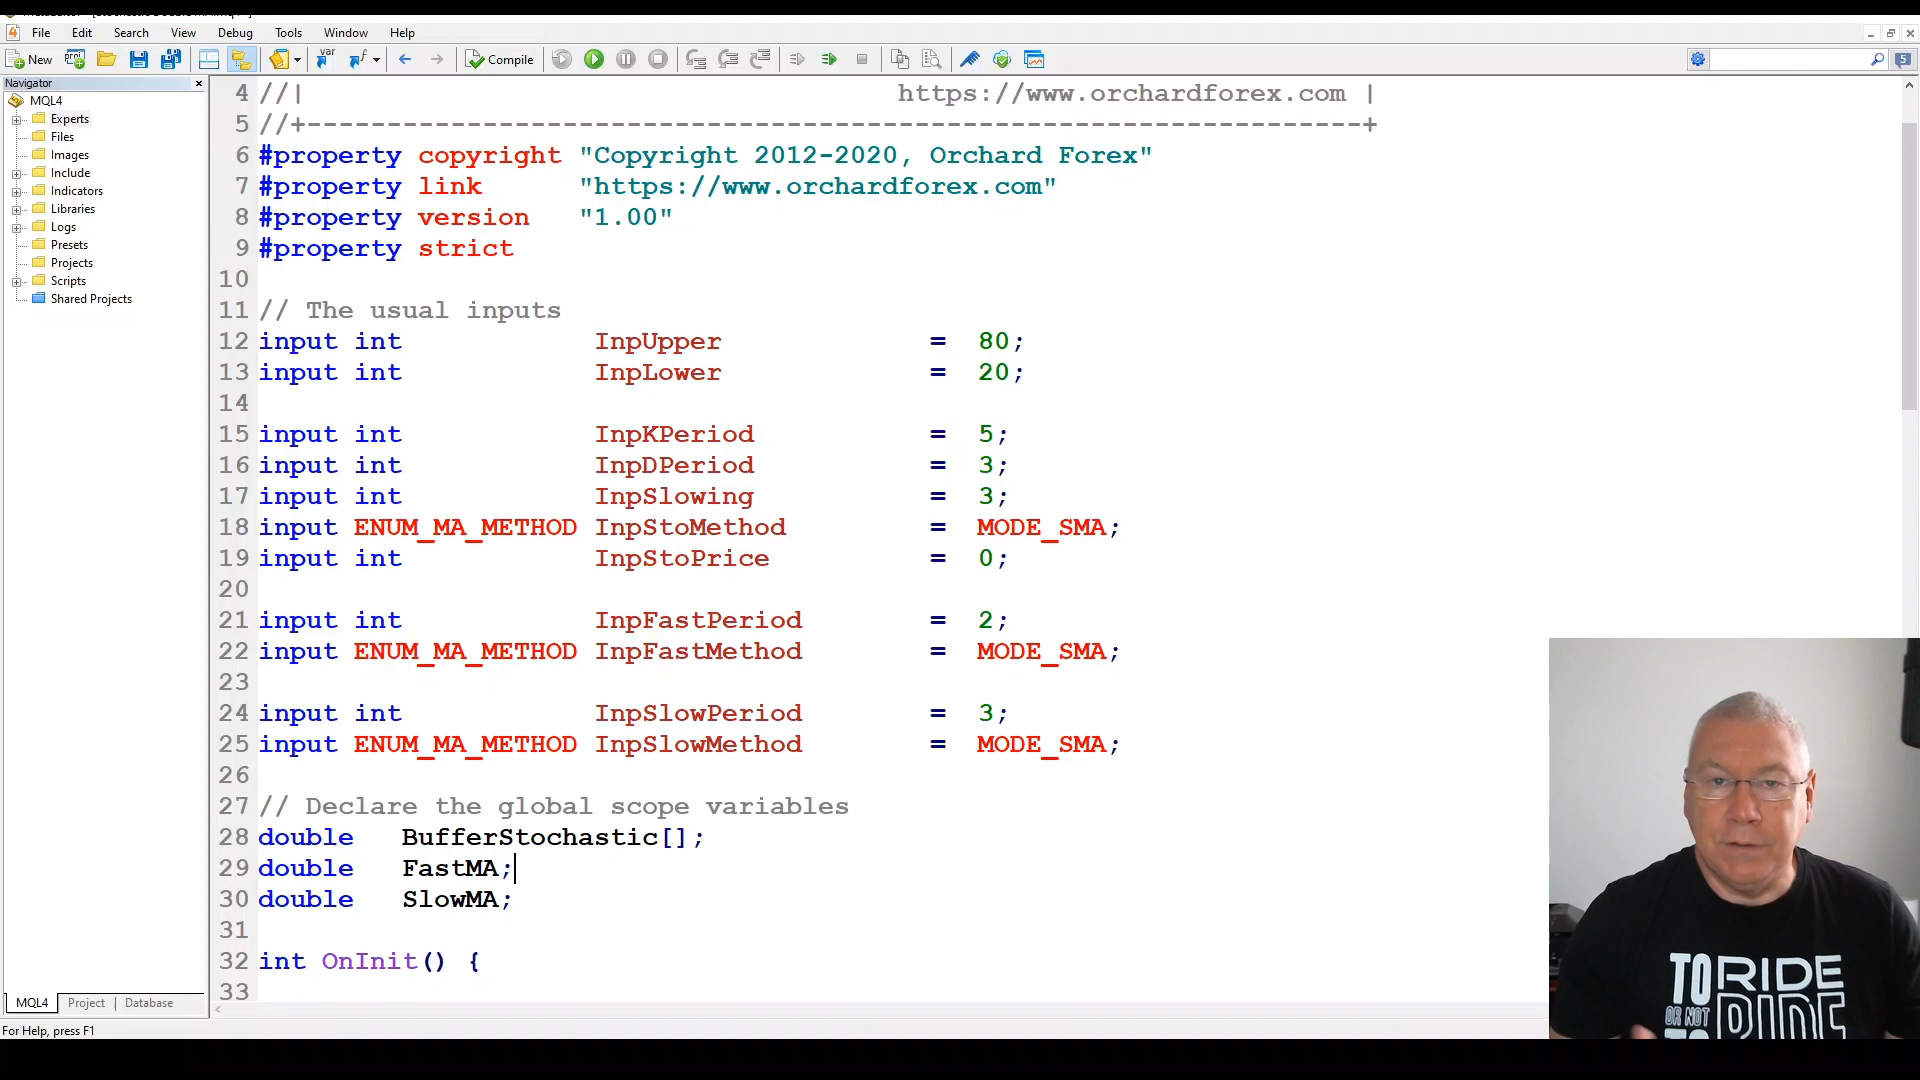 File Edit Search View Debug Tools Window Help
New Compile
Navigator
MQL4
Experts
Files
Images
Include
Indicators
Libraries
Logs
Presets
Projects
Scripts
Shared Projects
MQL4 Project Database
For Help, press F1
4 //| https://www.orchardforex.com |
5 //+------------------------------------------------------------------+
6 #property copyright "Copyright 2012-2020, Orchard Forex"
7 #property link "https://www.orchardforex.com"
8 #property version "1.00"
9 #property strict
10
11 // The usual inputs
12 input int InpUpper = 80;
13 input int InpLower = 20;
14
15 input int InpKPeriod = 5;
16 input int InpDPeriod = 3;
17 input int InpSlowing = 3;
18 input ENUM_MA_METHOD InpStoMethod = MODE_SMA;
19 input int InpStoPrice = 0;
20
21 input int InpFastPeriod = 2;
22 input ENUM_MA_METHOD InpFastMethod = MODE_SMA;
23
24 input int InpSlowPeriod = 3;
25 input ENUM_MA_METHOD InpSlowMethod = MODE_SMA;
26
27 // Declare the global scope variables
28 double BufferStochastic[];
29 double FastMA;
30 double SlowMA;
31
32 int OnInit() {
33
TO RIDE
OR NOT